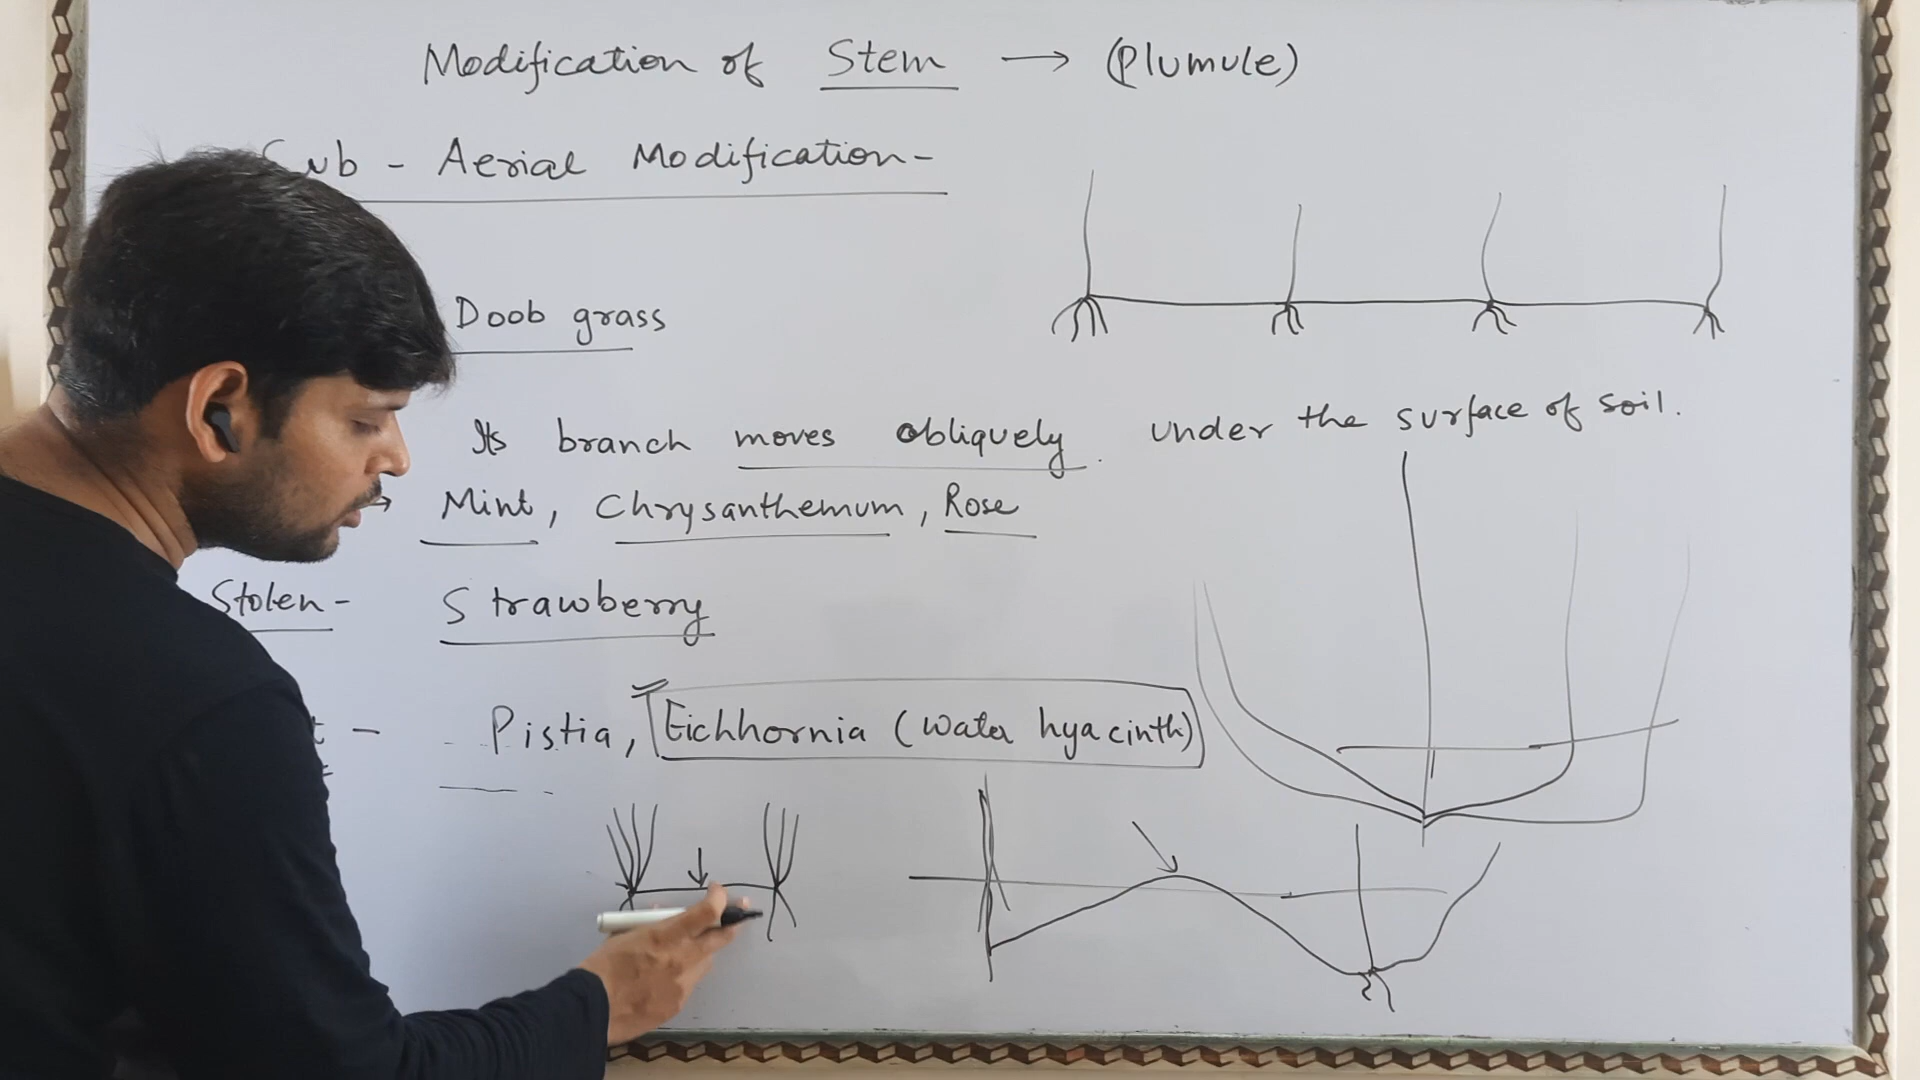 Modification of Stem → (Plumule)
Sub - Aerial Modification-
Doob grass
Its branch moves obliquely under the surface of soil.
→ Mint, Chrysanthemum, Rose
Stolen- Strawberry
t - Pistia, Eichhornia (Water hyacinth)